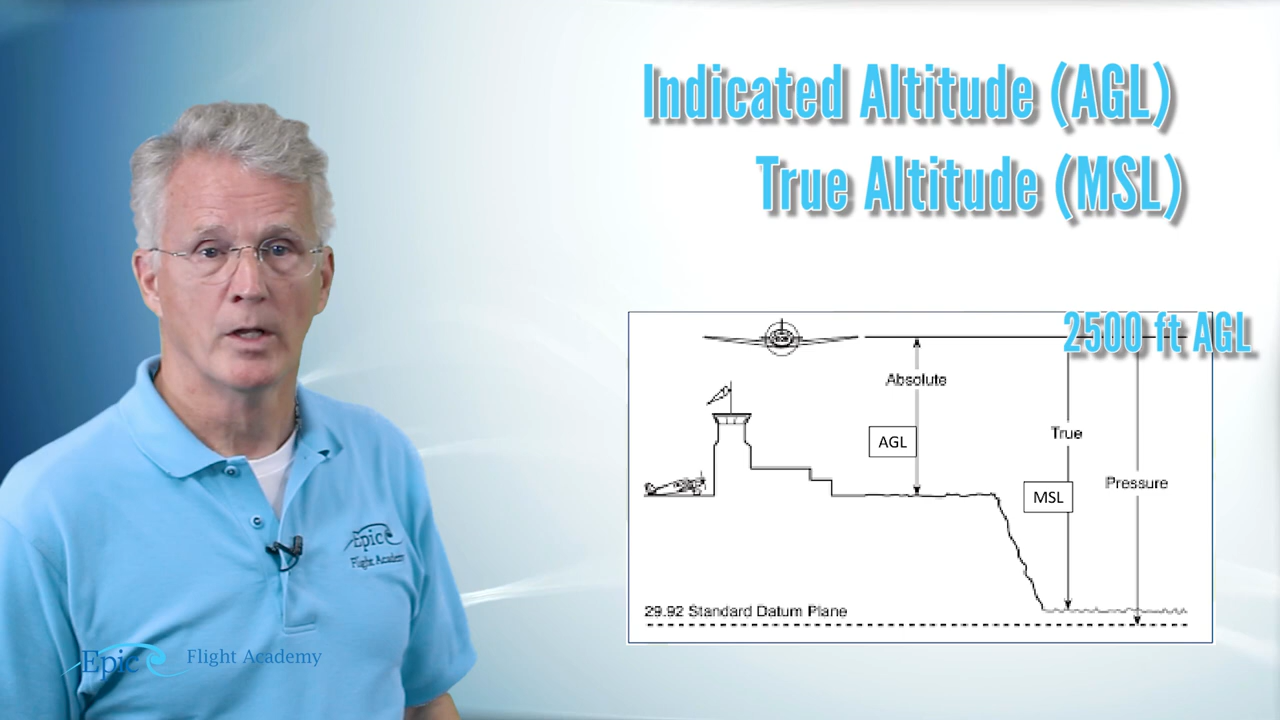 Indicated Altitude (AGL)
True Altitude (MSL)
2500 ft AGL
Absolute
AGL
True
MSL
Pressure
29.92 Standard Datum Plane
Epic
Flight Academy
Epic Flight Academy